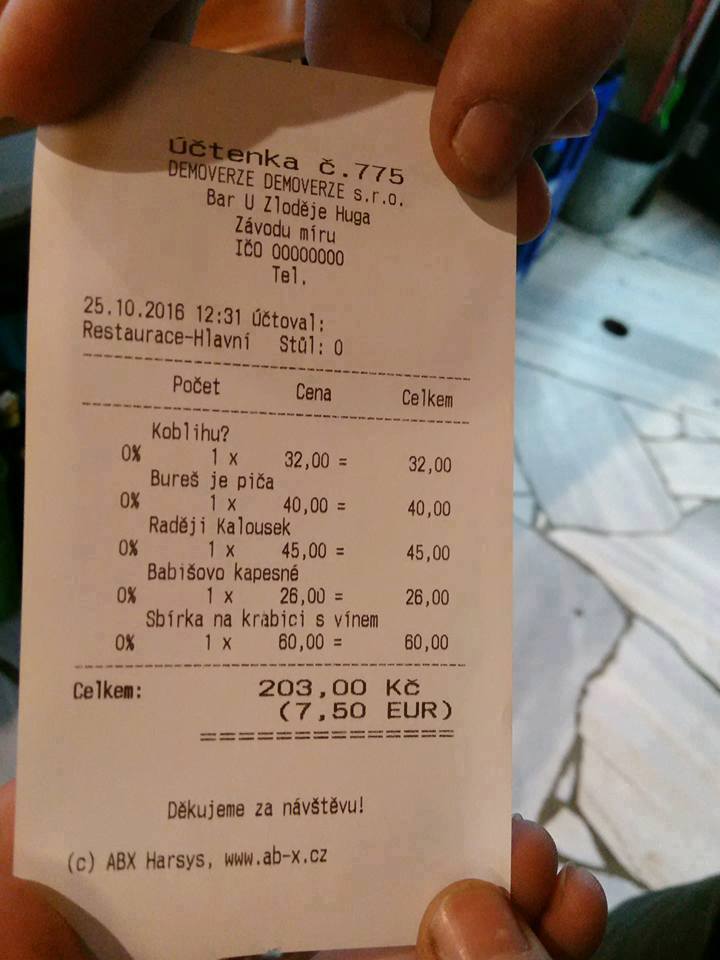 Účtenka č.775
DEMOVERZE DEMOVERZE s.r.o.
Bar U Zloděje Huga
Závodu míru
IČO 00000000
Tel.
25.10.2016 12:31 Účtoval:
Restaurace-Hlavní Stůl: 0
Počet Cena Celkem
Koblihu?
0% 1 x 32,00 = 32,00
Bureš je piča
0% 1 x 40,00 = 40,00
Raději Kalousek
0% 1 x 45,00 = 45,00
Babišovo kapesné
0% 1 x 26,00 = 26,00
Sbírka na krabici s vínem
0% 1 x 60,00 = 60,00
Celkem: 203,00 Kč
(7,50 EUR)
Děkujeme za návštěvu!
(c) ABX Harsys, www.ab-x.cz